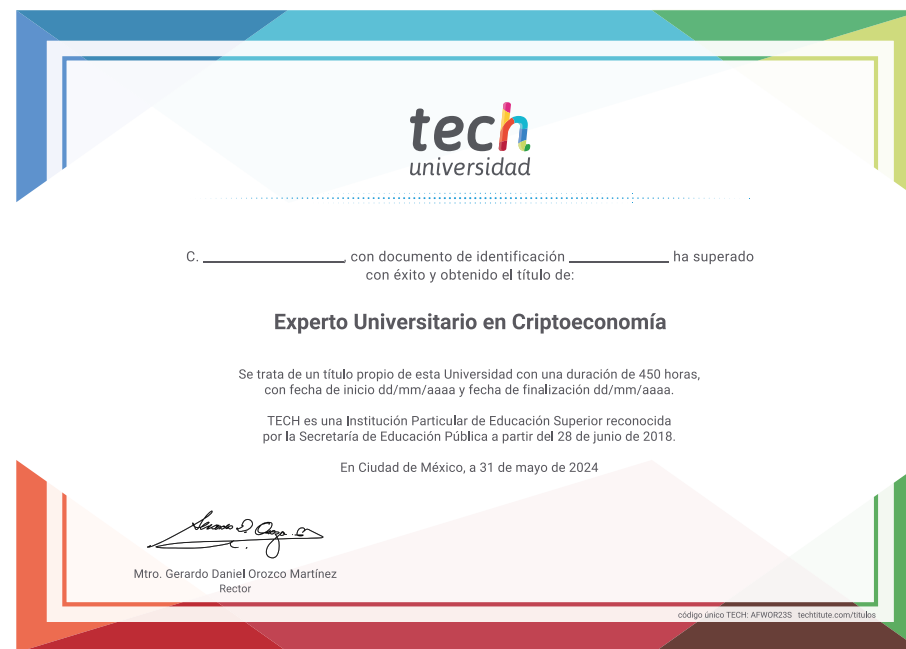 tech
universidad
C. ____________, con documento de identificación ____________ ha superado
con éxito y obtenido el título de:
Experto Universitario en Criptoeconomía
Se trata de un título propio de esta Universidad con una duración de 450 horas,
con fecha de inicio dd/mm/aaaa y fecha de finalización dd/mm/aaaa.
TECH es una Institución Particular de Educación Superior reconocida
por la Secretaría de Educación Pública a partir del 28 de junio de 2018.
En Ciudad de México, a 31 de mayo de 2024
Mtro. Gerardo Daniel Orozco Martínez
Rector
código único TECH: AFWOR23S techtitute.com/titulos